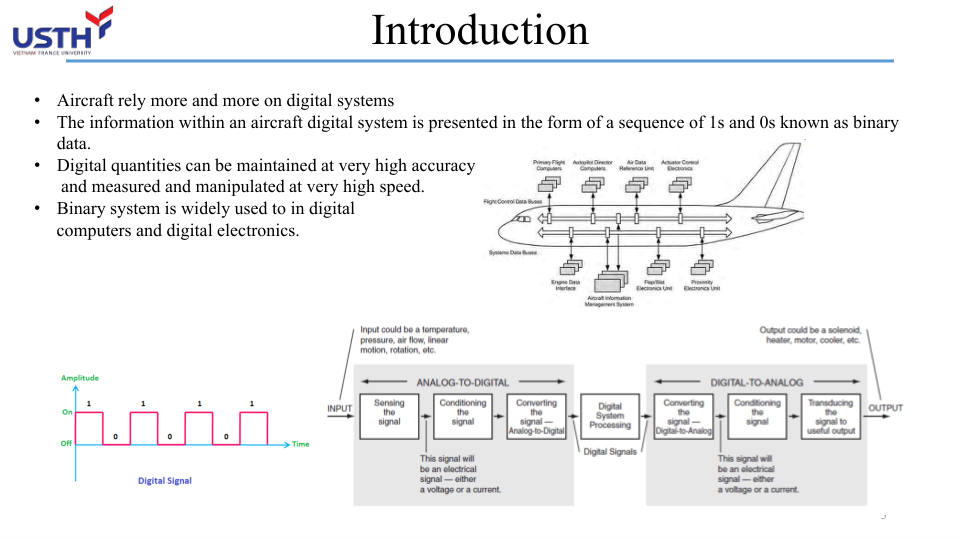 USTH
VIETNAM FRANCE UNIVERSITY
Introduction
• Aircraft rely more and more on digital systems
• The information within an aircraft digital system is presented in the form of a sequence of 1s and 0s known as binary
data.
• Digital quantities can be maintained at very high accuracy
and measured and manipulated at very high speed.
• Binary system is widely used to in digital
computers and digital electronics.
Primary Flight
Computers
Autopilot Director
Computers
Air Data
Reference Unit
Actuator Control
Electronics
Flight Control Data Buses
Systems Data Buses
Engine Data
Interface
Aircraft Information
Management System
Flap/Slat
Electronics Unit
Proximity
Electronics Unit
Amplitude
On
Off
1 1 1 1
0 0 0
Time
Digital Signal
Input could be a temperature,
pressure, air flow, linear
motion, rotation, etc.
Output could be a solenoid,
heater, motor, cooler, etc.
ANALOG-TO-DIGITAL
DIGITAL-TO-ANALOG
INPUT
Sensing
the
signal
Conditioning
the
signal
Converting
the
signal —
Analog-to-Digital
Digital
System
Processing
Converting
the
signal —
Digital-to-Analog
Conditioning
the
signal
Transducing
the
signal to
useful output
OUTPUT
Digital Signals
This signal will
be an electrical
signal — either
a voltage or a current.
This signal will
be an electrical
signal — either
a voltage or a current.